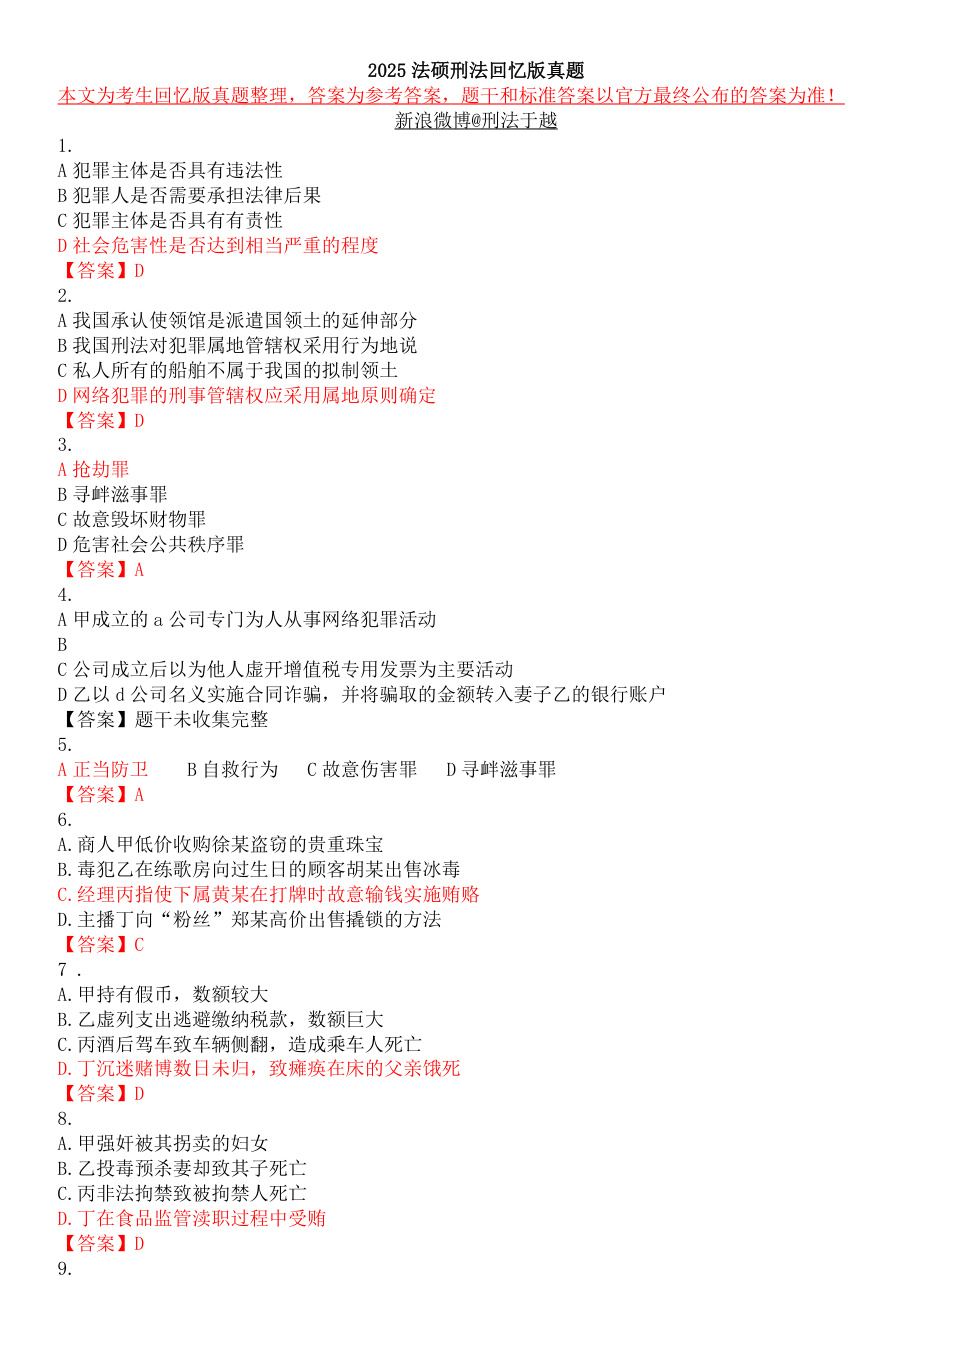 2025 法硕刑法回忆版真题
本文为考生回忆版真题整理，答案为参考答案，题干和标准答案以官方最终公布的答案为准！
新浪微博@刑法于越
1.
A 犯罪主体是否具有违法性
B 犯罪人是否需要承担法律后果
C 犯罪主体是否具有有责性
D 社会危害性是否达到相当严重的程度
【答案】D
2.
A 我国承认使领馆是派遣国领土的延伸部分
B 我国刑法对犯罪属地管辖权采用行为地说
C 私人所有的船舶不属于我国的拟制领土
D 网络犯罪的刑事管辖权应采用属地原则确定
【答案】D
3.
A 抢劫罪
B 寻衅滋事罪
C 故意毁坏财物罪
D 危害社会公共秩序罪
【答案】A
4.
A 甲成立的 a 公司专门为人从事网络犯罪活动
B
C 公司成立后以为他人虚开增值税专用发票为主要活动
D 乙以 d 公司名义实施合同诈骗，并将骗取的金额转入妻子乙的银行账户
【答案】题干未收集完整
5.
A 正当防卫 B 自救行为 C 故意伤害罪 D 寻衅滋事罪
【答案】A
6.
A.商人甲低价收购徐某盗窃的贵重珠宝
B.毒犯乙在练歌房向过生日的顾客胡某出售冰毒
C.经理丙指使下属黄某在打牌时故意输钱实施贿赂
D.主播丁向“粉丝”郑某高价出售撬锁的方法
【答案】C
7 .
A.甲持有假币，数额较大
B.乙虚列支出逃避缴纳税款，数额巨大
C.丙酒后驾车致车辆侧翻，造成乘车人死亡
D.丁沉迷赌博数日未归，致瘫痪在床的父亲饿死
【答案】D
8.
A.甲强奸被其拐卖的妇女
B.乙投毒预杀妻却致其子死亡
C.丙非法拘禁致被拘禁人死亡
D.丁在食品监管渎职过程中受贿
【答案】D
9.